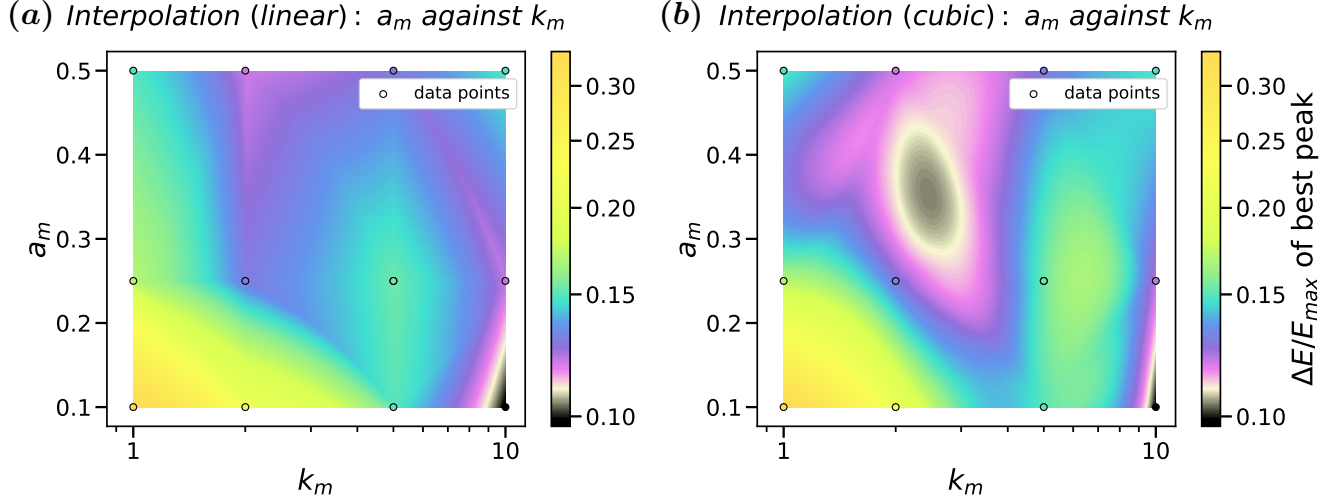 (a) Interpolation (linear) : a_m against k_m
(b) Interpolation (cubic) : a_m against k_m
0.5
0.4
0.3
0.2
0.1
a_m
data points
1
10
k_m
0.30
0.25
0.20
0.15
0.10
0.5
0.4
0.3
0.2
0.1
a_m
data points
1
10
k_m
0.30
0.25
0.20
0.15
0.10
ΔE/E_max of best peak